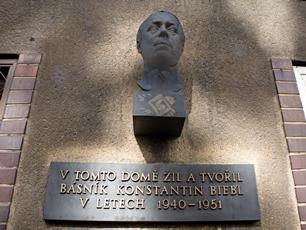 V TOMTO DOMĚ ŽIL A TVOŘIL
BÁSNÍK KONSTANTIN BIEBL
V LETECH 1940-1951